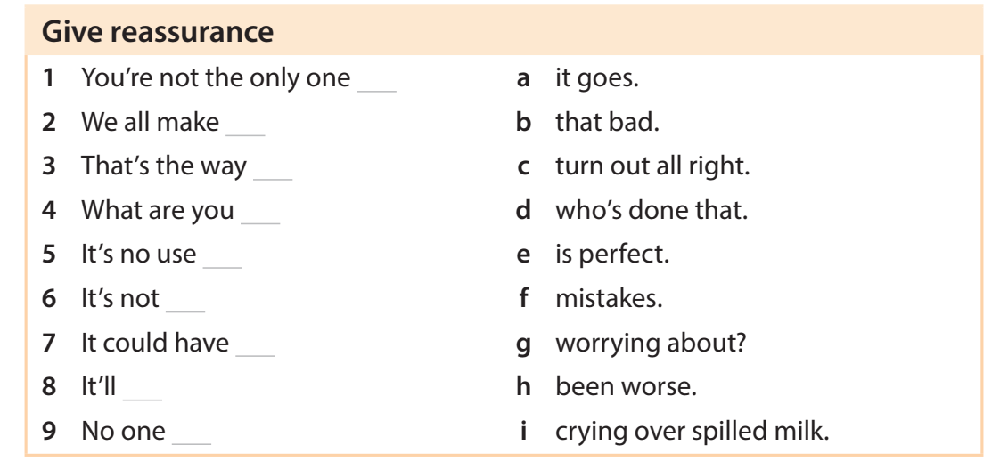 Give reassurance
1 You’re not the only one ___ a it goes.
2 We all make ___ b that bad.
3 That’s the way ___ c turn out all right.
4 What are you ___ d who’s done that.
5 It’s no use ___ e is perfect.
6 It’s not ___ f mistakes.
7 It could have ___ g worrying about?
8 It’ll ___ h been worse.
9 No one ___ i crying over spilled milk.